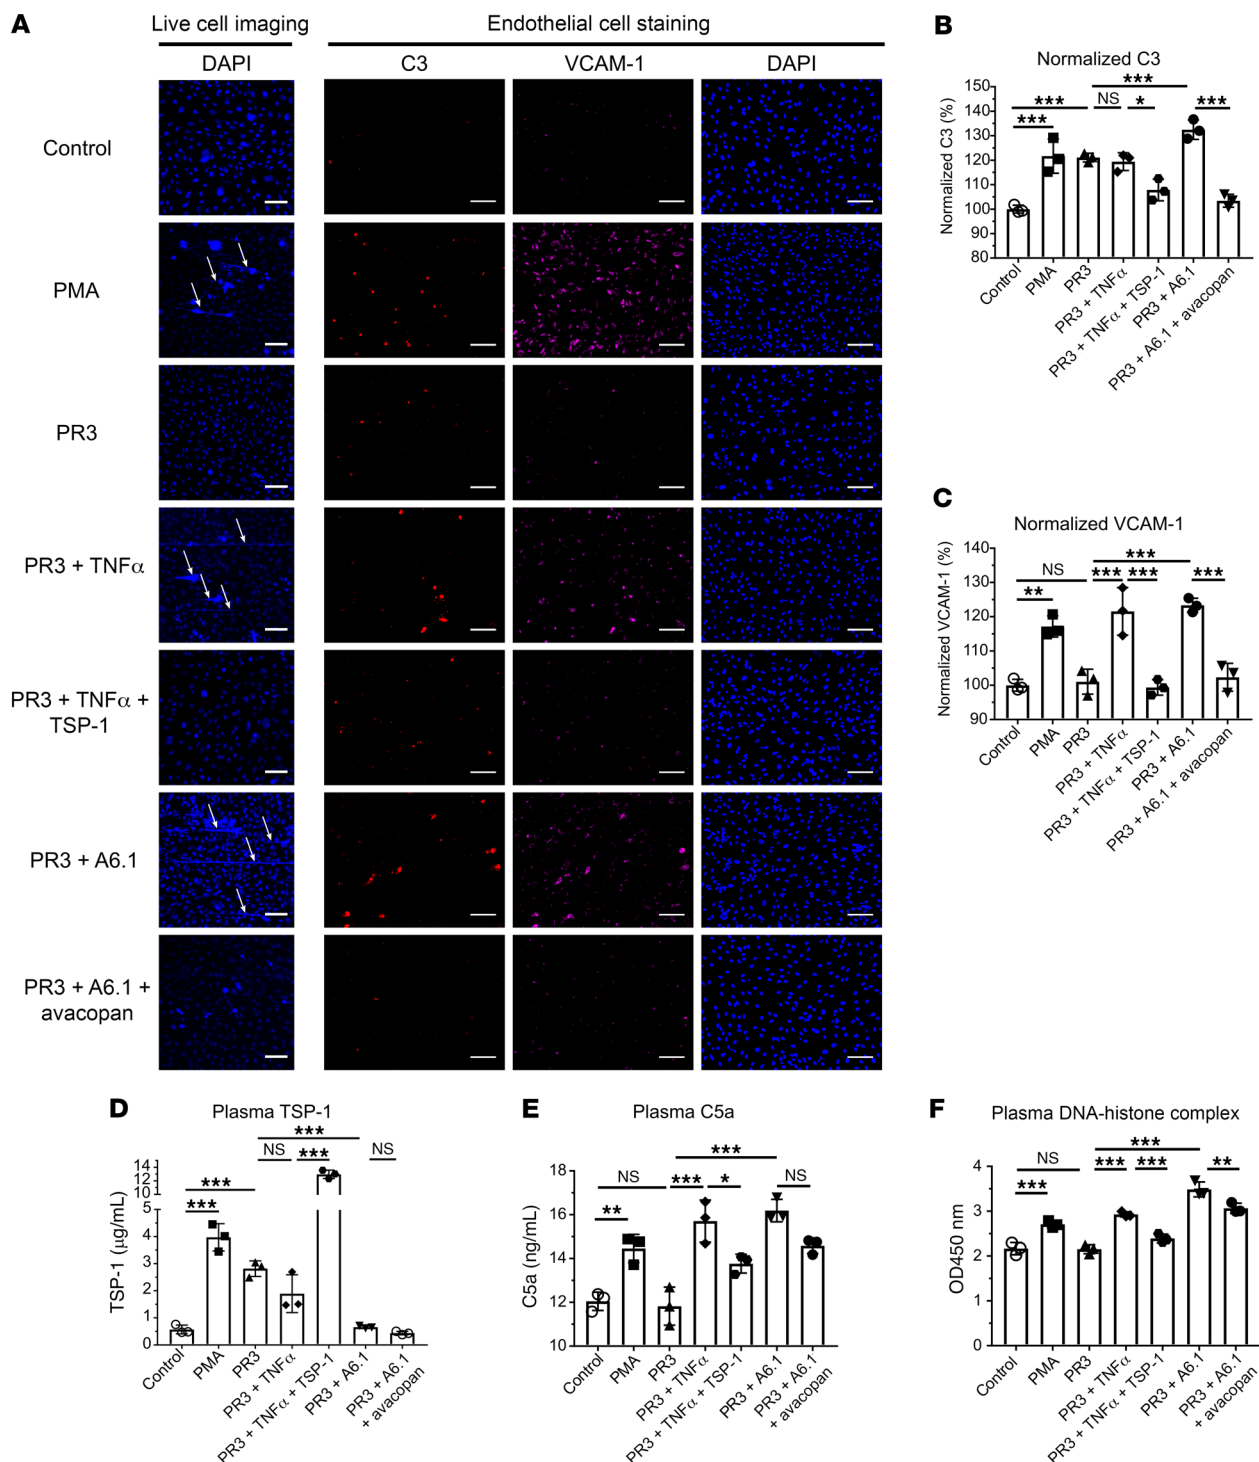 A
Live cell imaging
Endothelial cell staining
DAPI
C3
VCAM-1
DAPI
Control
PMA
PR3
PR3 + TNFα
PR3 + TNFα +
TSP-1
PR3 + A6.1
PR3 + A6.1 +
avacopan
B
Normalized C3
Normalized C3 (%)
150
140
130
120
110
100
90
80
***
***
***
NS
*
***
Control
PMA
PR3
PR3 + TNFα
PR3 + TNFα + TSP-1
PR3 + A6.1
PR3 + A6.1 + avacopan
C
Normalized VCAM-1
Normalized VCAM-1 (%)
140
130
120
110
100
90
***
NS
**
***
***
***
Control
PMA
PR3
PR3 + TNFα
PR3 + TNFα + TSP-1
PR3 + A6.1
PR3 + A6.1 + avacopan
D
Plasma TSP-1
TSP-1 (μg/mL)
14
12
10
5
4
3
2
1
0
***
NS
***
NS
***
***
Control
PMA
PR3
PR3 + TNFα
PR3 + TNFα + TSP-1
PR3 + A6.1
PR3 + A6.1
+ avacopan
E
Plasma C5a
C5a (ng/mL)
18
16
14
12
10
***
NS
***
*
NS
**
Control
PMA
PR3
PR3 + TNFα
PR3 + TNFα + TSP-1
PR3 + A6.1
PR3 + A6.1
+ avacopan
F
Plasma DNA-histone complex
OD450 nm
4
3
2
1
0
***
NS
***
***
**
***
Control
PMA
PR3
PR3 + TNFα
PR3 + TNFα + TSP-1
PR3 + A6.1
PR3 + A6.1
+ avacopan